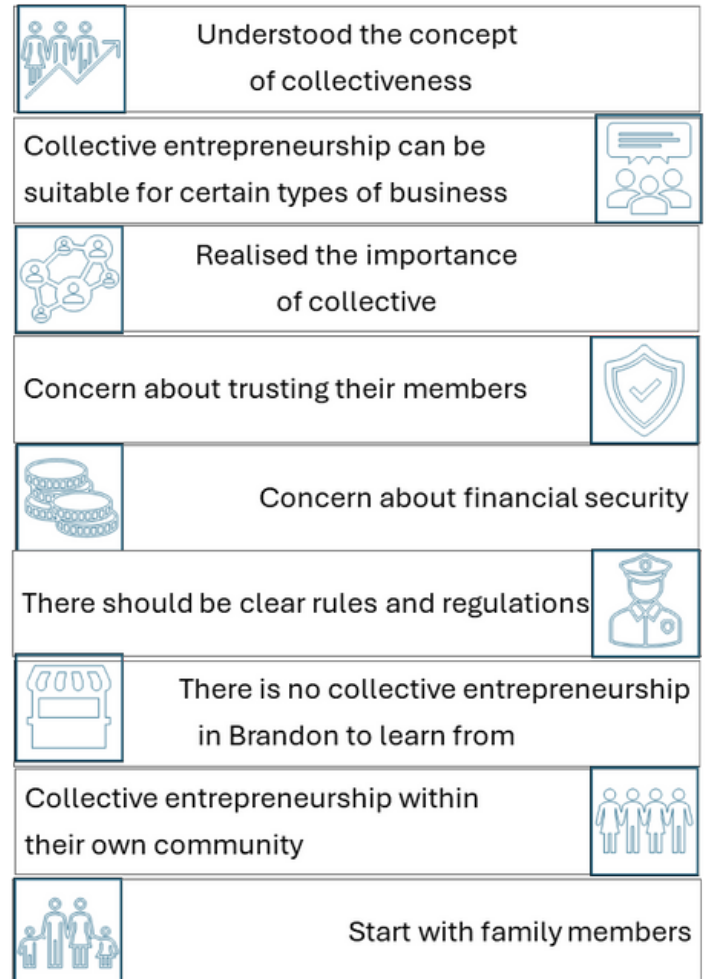 Understood the concept
of collectiveness
Collective entrepreneurship can be
suitable for certain types of business
Realised the importance
of collective
Concern about trusting their members
Concern about financial security
There should be clear rules and regulations
There is no collective entrepreneurship
in Brandon to learn from
Collective entrepreneurship within
their own community
Start with family members